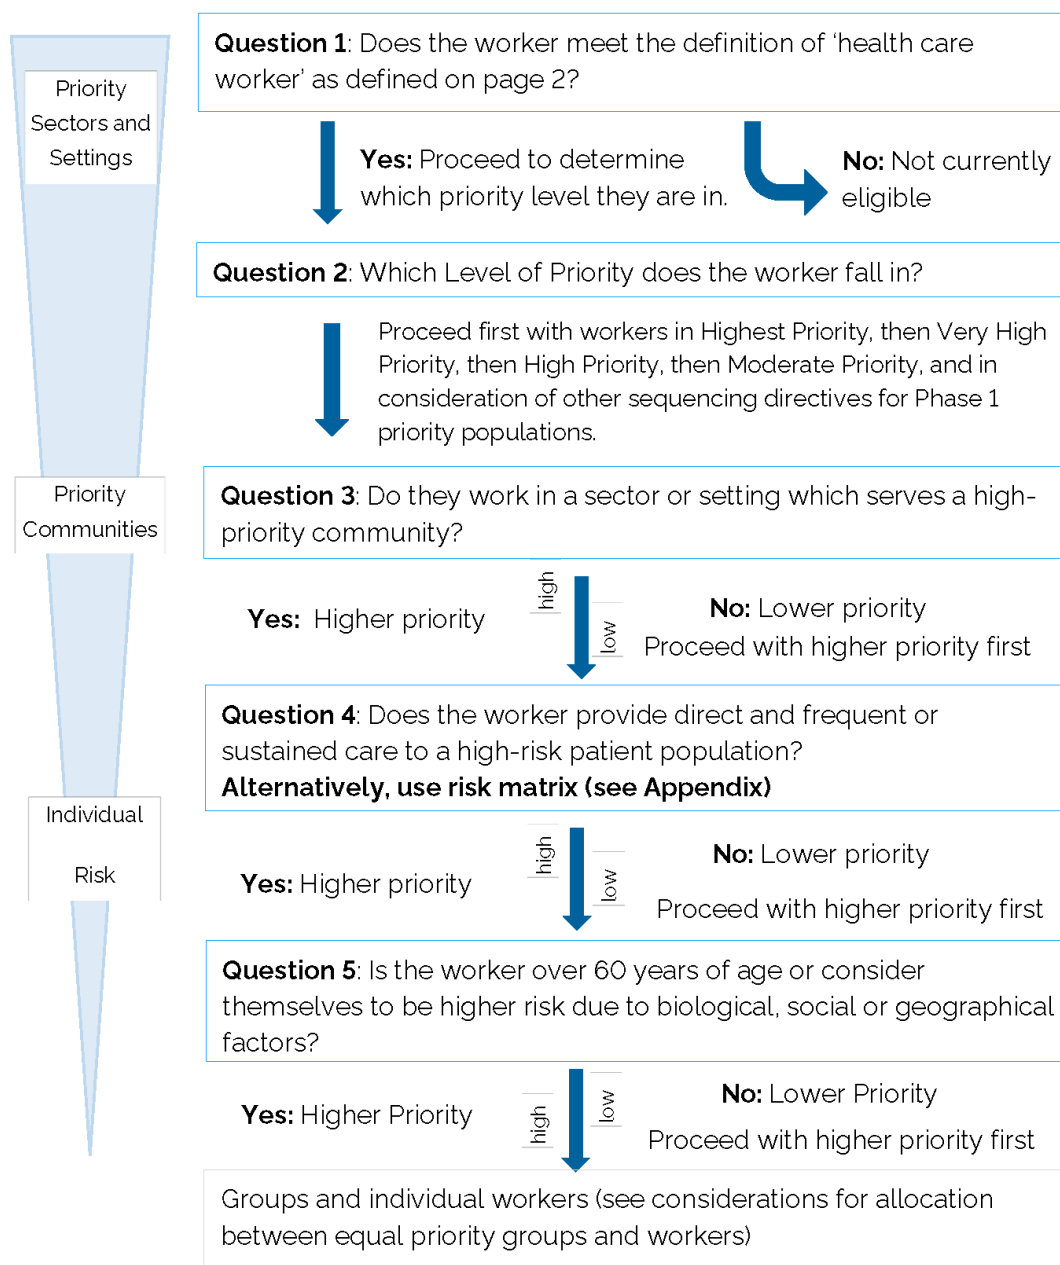 Question 1: Does the worker meet the definition of ‘health care
worker’ as defined on page 2?
Priority
Sectors and
Settings
Yes: Proceed to determine
which priority level they are in.
No: Not currently
eligible
Question 2: Which Level of Priority does the worker fall in?
Proceed first with workers in Highest Priority, then Very High
Priority, then High Priority, then Moderate Priority, and in
consideration of other sequencing directives for Phase 1
priority populations.
Priority
Communities
Question 3: Do they work in a sector or setting which serves a high-
priority community?
Yes: Higher priority
high
low
No: Lower priority
Proceed with higher priority first
Question 4: Does the worker provide direct and frequent or
sustained care to a high-risk patient population?
Alternatively, use risk matrix (see Appendix)
Individual
Risk
Yes: Higher priority
high
low
No: Lower priority
Proceed with higher priority first
Question 5: Is the worker over 60 years of age or consider
themselves to be higher risk due to biological, social or geographical
factors?
Yes: Higher Priority
high
low
No: Lower Priority
Proceed with higher priority first
Groups and individual workers (see considerations for allocation
between equal priority groups and workers)